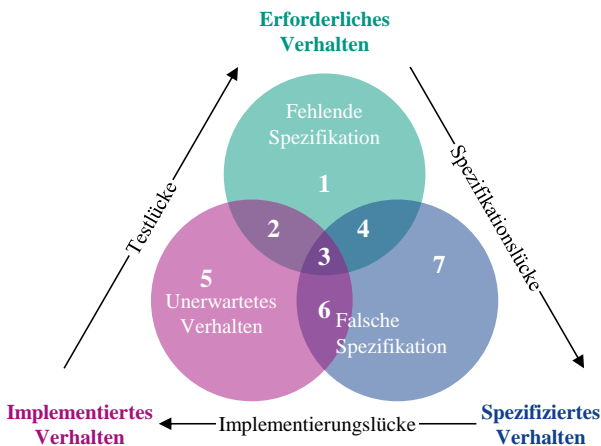 Erforderliches
Verhalten
Fehlende
Spezifikation
1
Testlücke
Spezifikationslücke
2
4
3
5
7
Unerwartetes
Verhalten
6
Falsche
Spezifikation
Implementiertes
Verhalten
Implementierungslücke
Spezifiziertes
Verhalten